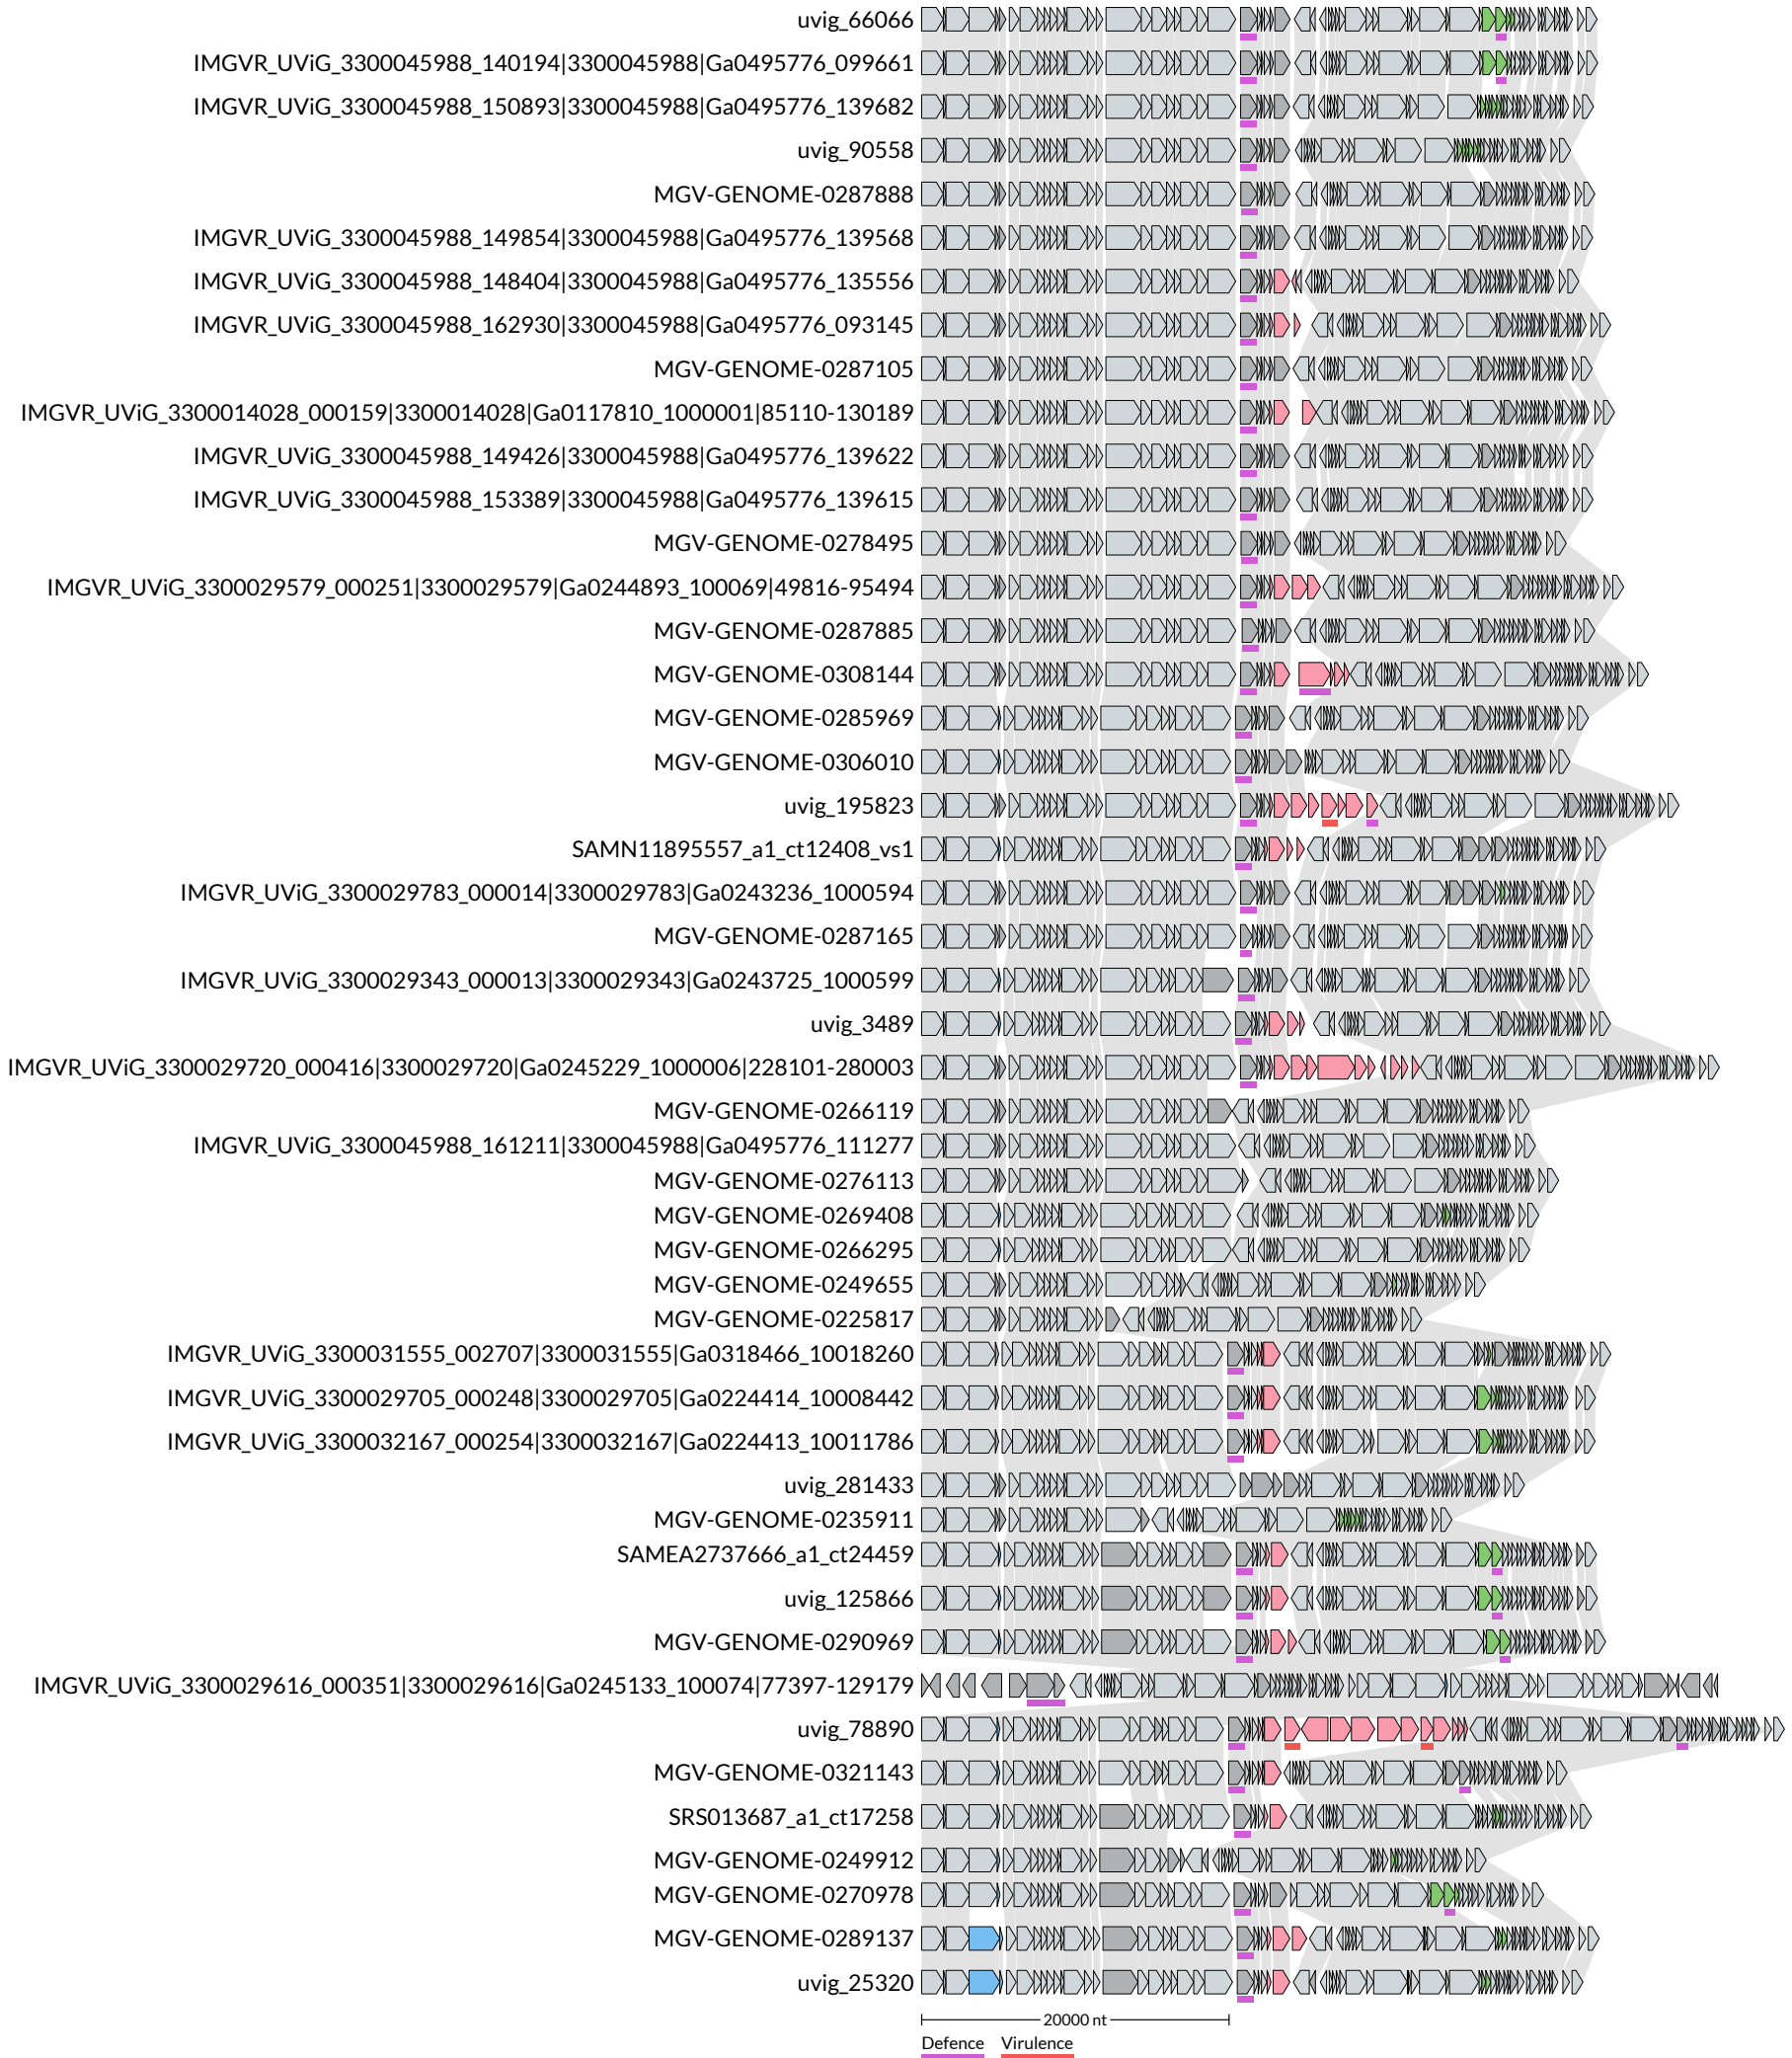 uvig_66066
IMGVR_UViG_3300045988_140194|3300045988|Ga0495776_099661
IMGVR_UViG_3300045988_150893|3300045988|Ga0495776_139682
uvig_90558
MGV-GENOME-0287888
IMGVR_UViG_3300045988_149854|3300045988|Ga0495776_139568
IMGVR_UViG_3300045988_148404|3300045988|Ga0495776_135556
IMGVR_UViG_3300045988_162930|3300045988|Ga0495776_093145
MGV-GENOME-0287105
IMGVR_UViG_3300014028_000159|3300014028|Ga0117810_1000001|85110-130189
IMGVR_UViG_3300045988_149426|3300045988|Ga0495776_139622
IMGVR_UViG_3300045988_153389|3300045988|Ga0495776_139615
MGV-GENOME-0278495
IMGVR_UViG_3300029579_000251|3300029579|Ga0244893_100069|49816-95494
MGV-GENOME-0287885
MGV-GENOME-0308144
MGV-GENOME-0285969
MGV-GENOME-0306010
uvig_195823
SAMN11895557_a1_ct12408_vs1
IMGVR_UViG_3300029783_000014|3300029783|Ga0243236_1000594
MGV-GENOME-0287165
IMGVR_UViG_3300029343_000013|3300029343|Ga0243725_1000599
uvig_3489
IMGVR_UViG_3300029720_000416|3300029720|Ga0245229_1000006|228101-280003
MGV-GENOME-0266119
IMGVR_UViG_3300045988_161211|3300045988|Ga0495776_111277
MGV-GENOME-0276113
MGV-GENOME-0269408
MGV-GENOME-0266295
MGV-GENOME-0249655
MGV-GENOME-0225817
IMGVR_UViG_3300031555_002707|3300031555|Ga0318466_10018260
IMGVR_UViG_3300029705_000248|3300029705|Ga0224414_10008442
IMGVR_UViG_3300032167_000254|3300032167|Ga0224413_10011786
uvig_281433
MGV-GENOME-0235911
SAMEA2737666_a1_ct24459
uvig_125866
MGV-GENOME-0290969
IMGVR_UViG_3300029616_000351|3300029616|Ga0245133_100074|77397-129179
uvig_78890
MGV-GENOME-0321143
SRS013687_a1_ct17258
MGV-GENOME-0249912
MGV-GENOME-0270978
MGV-GENOME-0289137
uvig_25320
20000 nt
Defence Virulence